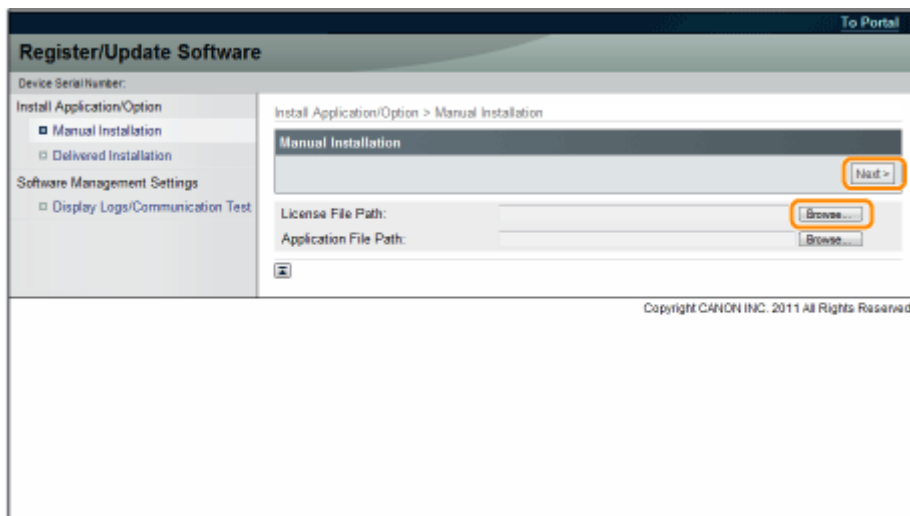 To Portal
Register/Update Software
Device Serial Number:
Install Application/Option
Manual Installation
Delivered Installation
Software Management Settings
Display Logs/Communication Test
Install Application/Option > Manual Installation
Manual Installation
Next >
License File Path:
Browse...
Application File Path:
Browse...
Copyright CANON INC. 2011 All Rights Reserved